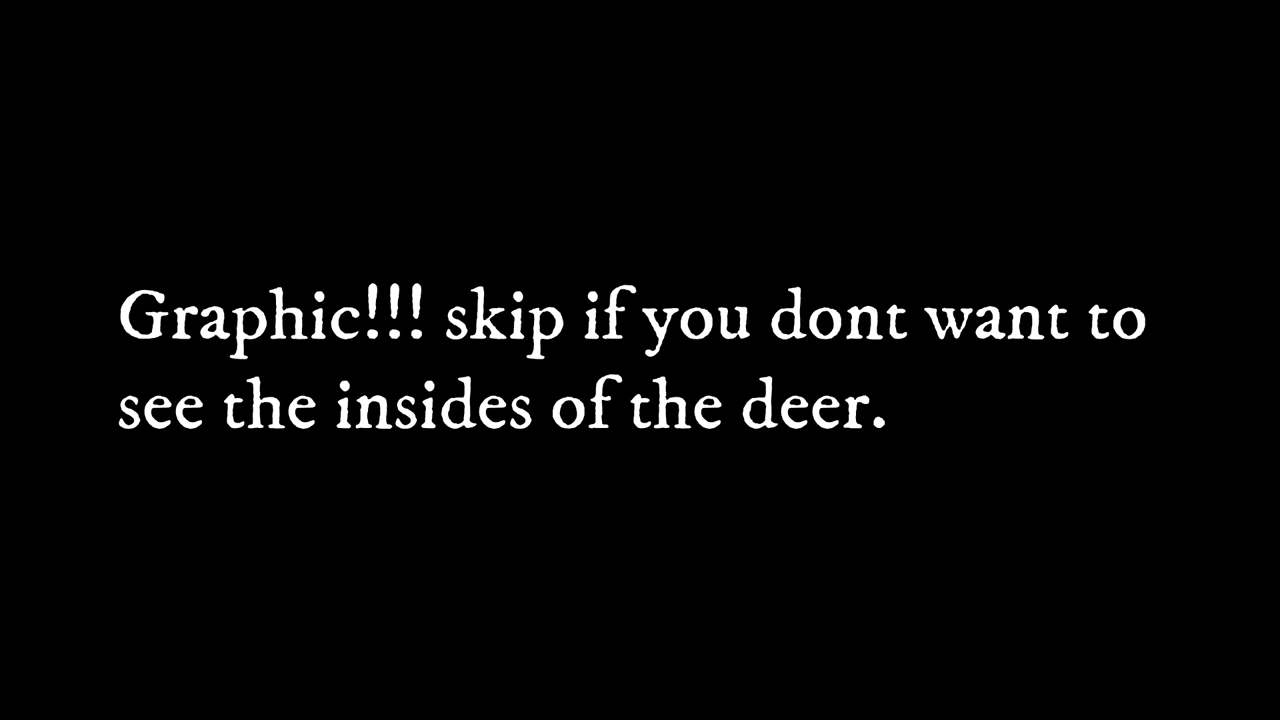 Graphic!!! skip if you dont want to
see the insides of the deer.